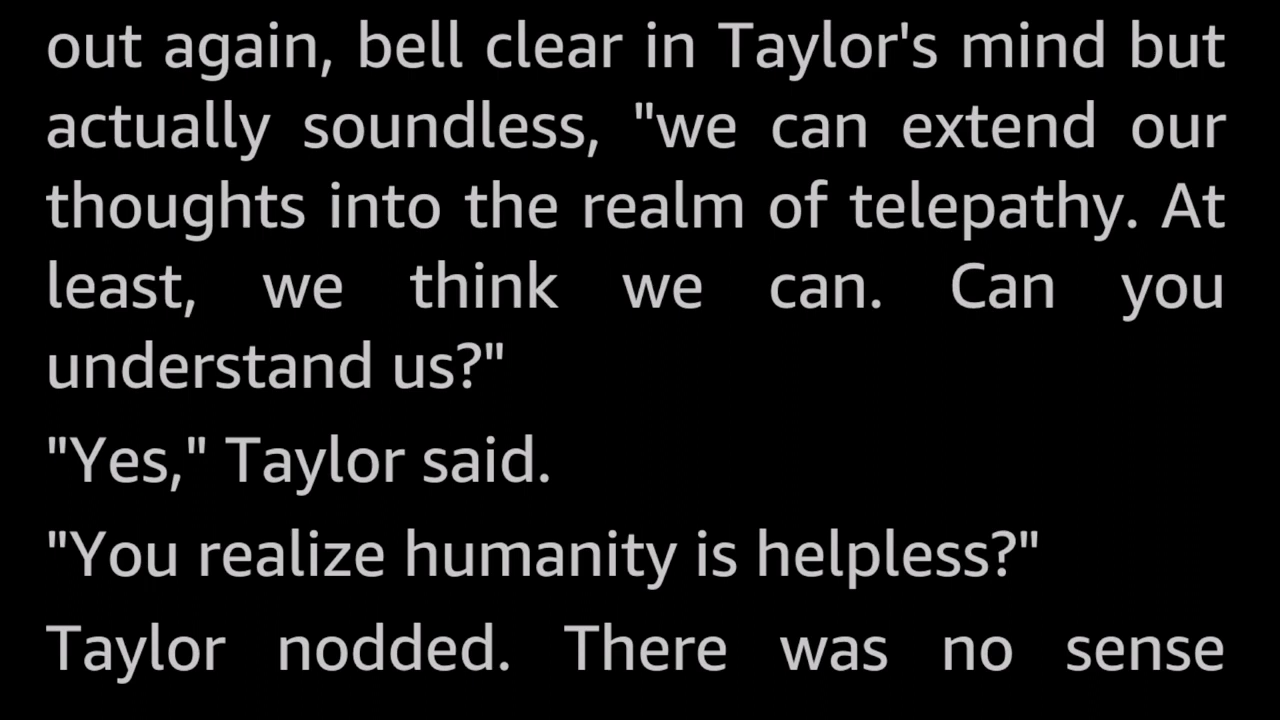 out again, bell clear in Taylor's mind but
actually soundless, "we can extend our
thoughts into the realm of telepathy. At
least, we think we can. Can you
understand us?"
"Yes," Taylor said.
"You realize humanity is helpless?"
Taylor nodded. There was no sense